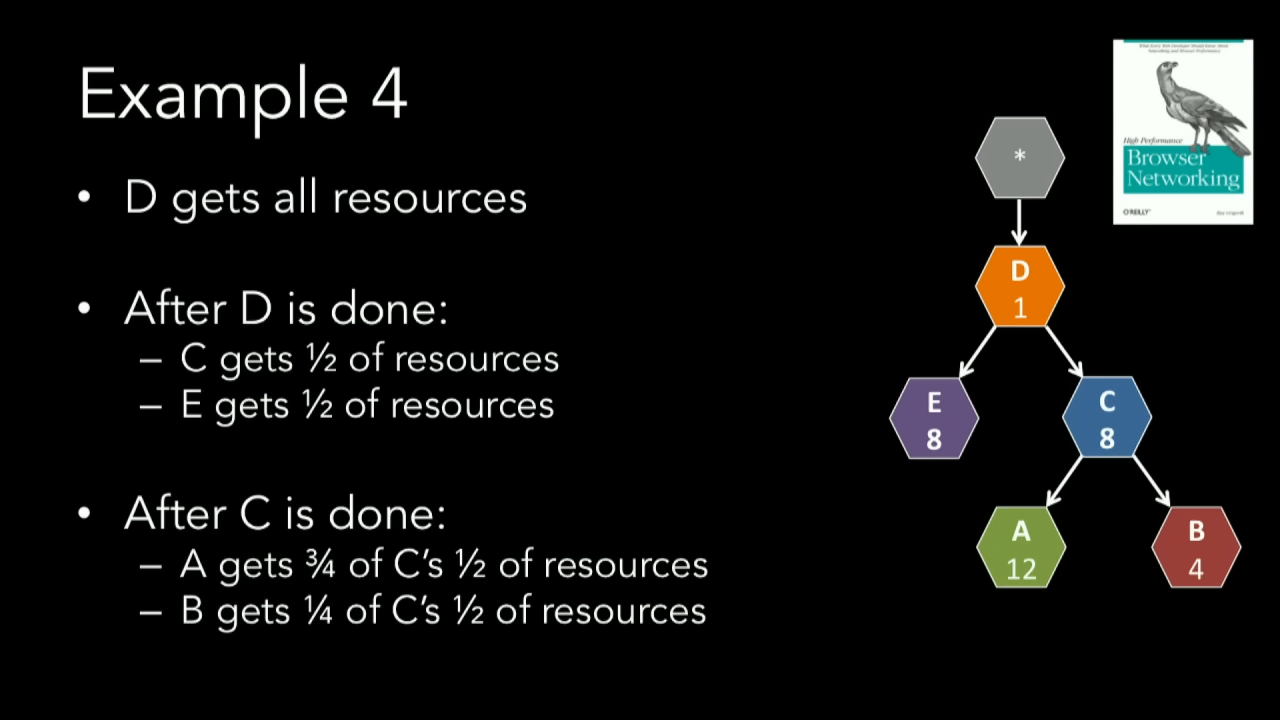 Example 4
• D gets all resources
• After D is done:
– C gets ½ of resources
– E gets ½ of resources
• After C is done:
– A gets ¾ of C’s ½ of resources
– B gets ¼ of C’s ½ of resources
*
D
1
E
8
C
8
A
12
B
4
High Performance
Browser
Networking
O'REILLY